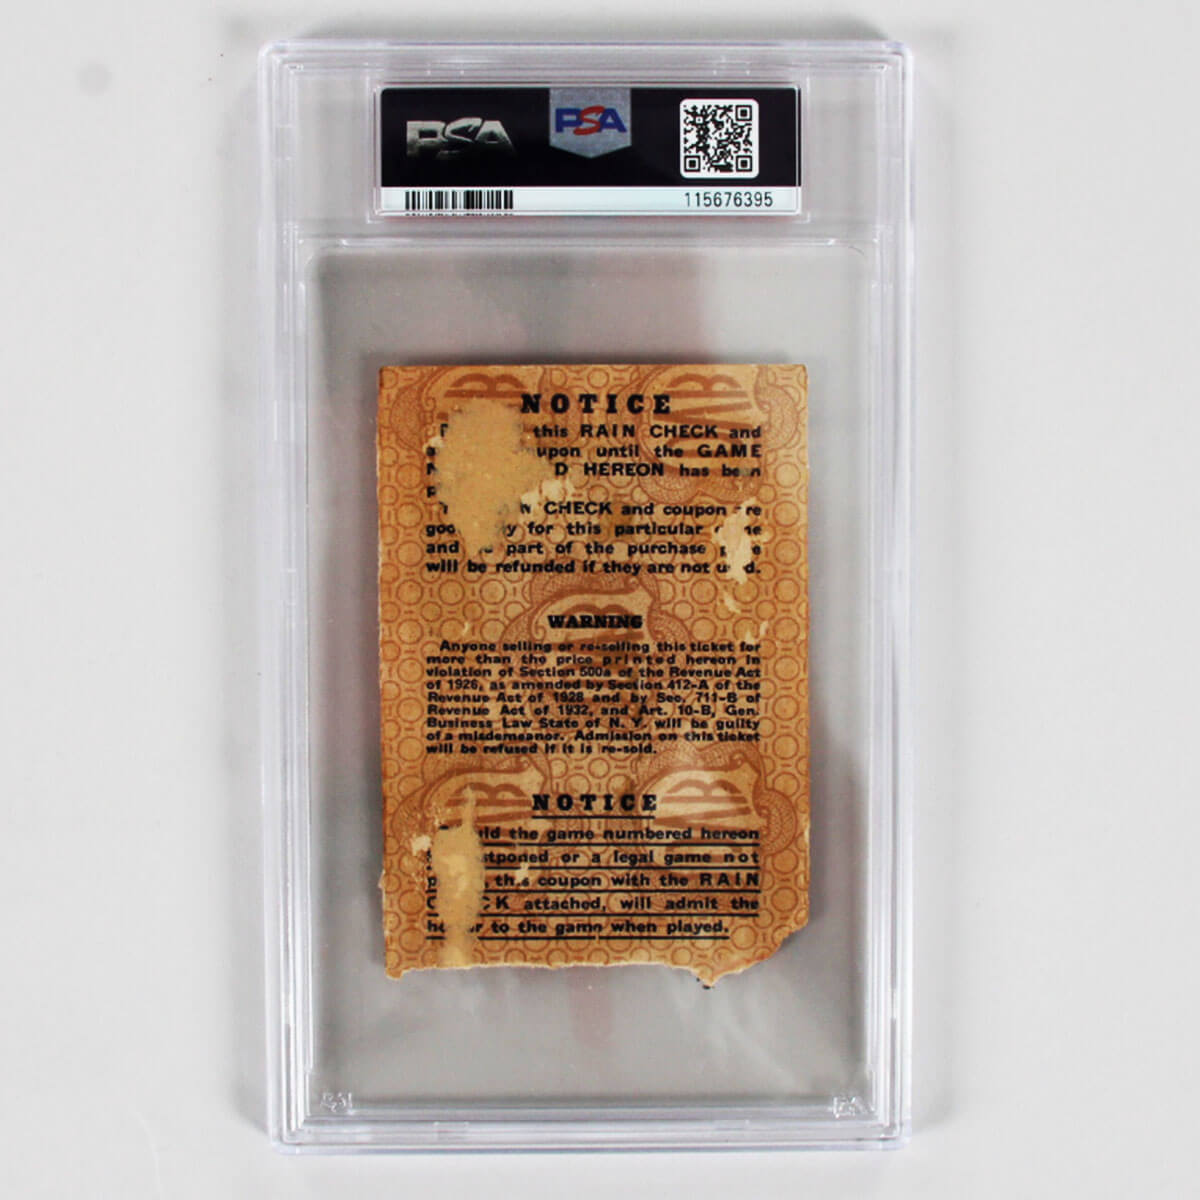 PSA PSA
115676395
NOTICE
this RAIN CHECK and
upon until the GAME
D HEREON has been
CHECK and coupon are
for this particular
and part of the purchase
will be refunded if they are not
WARNING
Anyone selling or re-selling this ticket for
more than the price printed hereon in
violation of Section 500a of the Revenue Act
of 1926, as amended by Section 412-A of the
Revenue Act of 1928 and by Sec. 711-B of
Revenue Act of 1932, and Art. 10-B, Gen.
Business Law State of N. Y. will be guilty
of a misdemeanor. Admission on this ticket
will be refused if it is re-sold.
NOTICE
ld the game numbered hereon
stponed or a legal game not
this coupon with the RAIN
CK attached, will admit the
to the game when played.